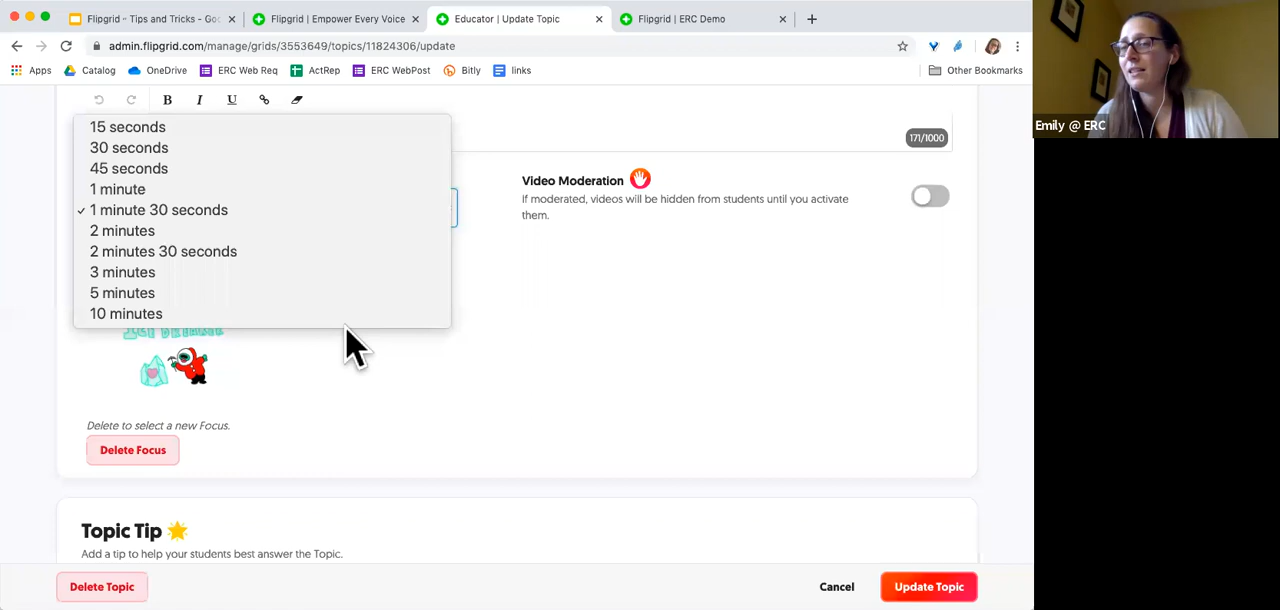 Flipgrid - Tips and Tricks - Goo
Flipgrid | Empower Every Voice
Educator | Update Topic
Flipgrid | ERC Demo
admin.flipgrid.com/manage/grids/3553649/topics/11824306/update
Apps
Catalog
OneDrive
ERC Web Req
ActRep
ERC WebPost
Bitly
links
Other Bookmarks
B I U
15 seconds
30 seconds
45 seconds
1 minute
✓ 1 minute 30 seconds
2 minutes
2 minutes 30 seconds
3 minutes
5 minutes
10 minutes
171/1000
Video Moderation
If moderated, videos will be hidden from students until you activate
them.
Delete to select a new Focus.
Delete Focus
Topic Tip
Add a tip to help your students best answer the Topic.
Delete Topic
Cancel
Update Topic
Emily @ ERC